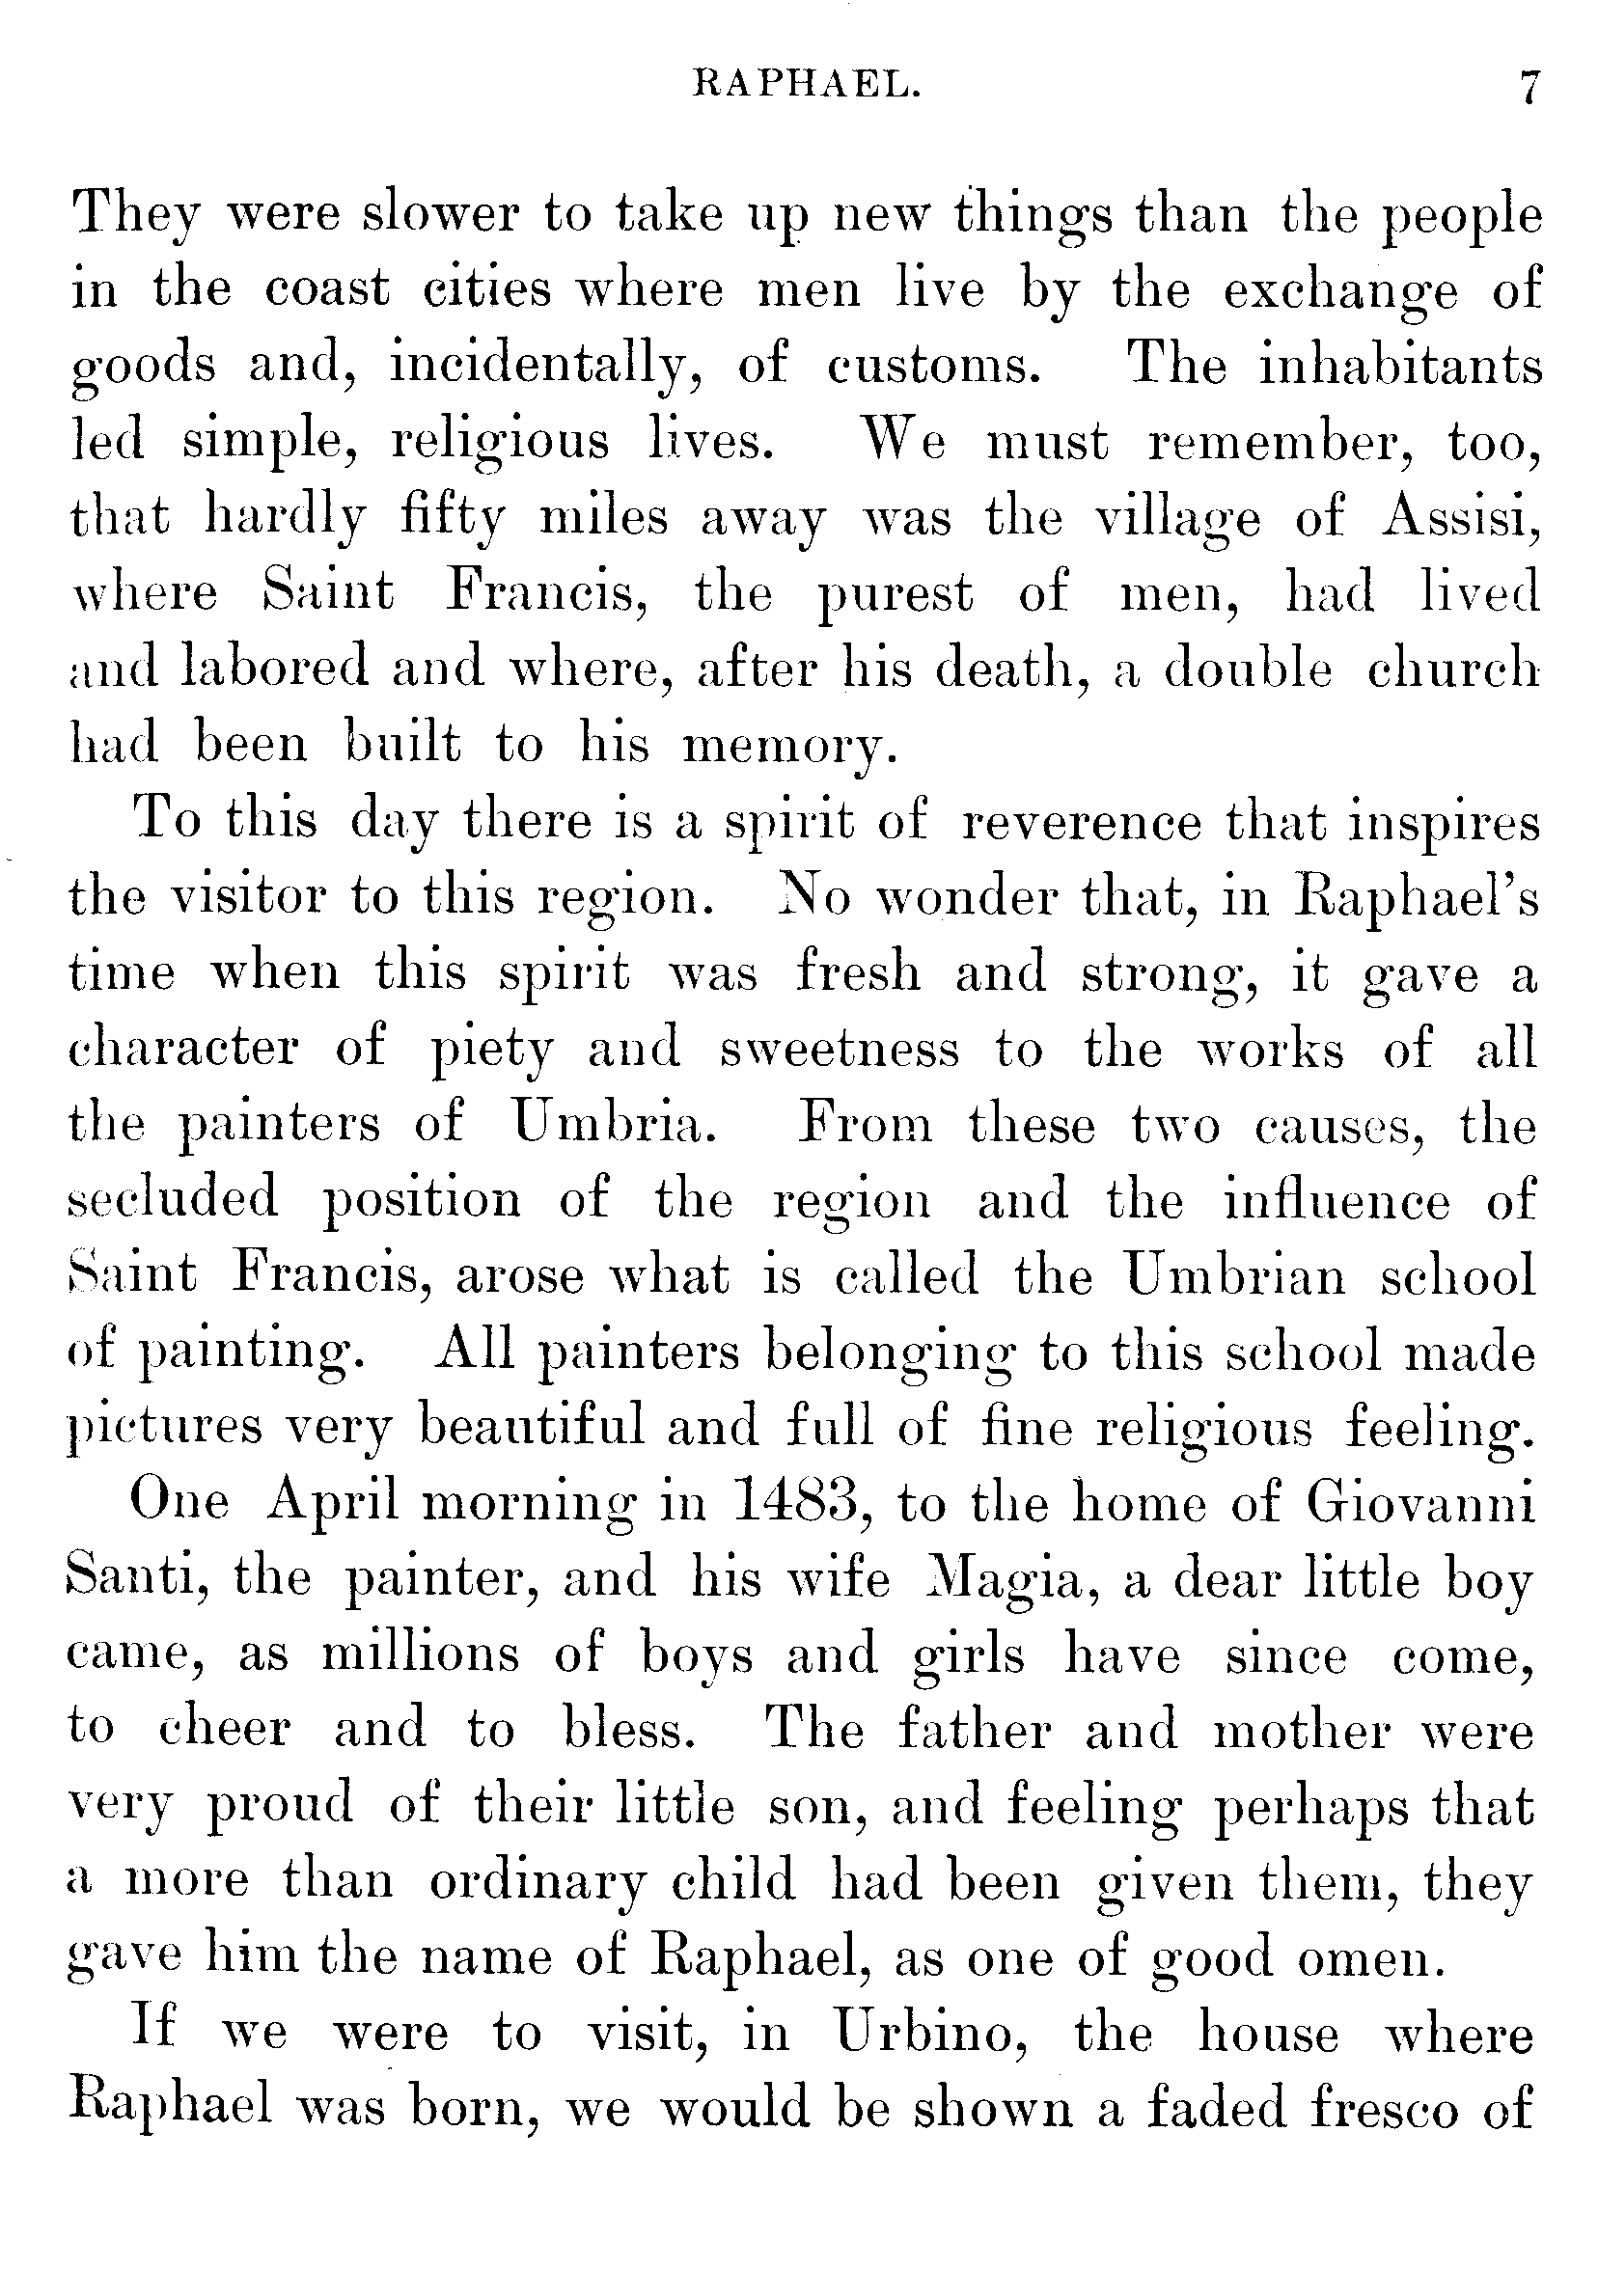 RAPHAEL. 7
They were slower to take up new things than the people
in the coast cities where men live by the exchange of
goods and, incidentally, of customs. The inhabitants
led simple, religious lives. We must remember, too,
that hardly fifty miles away was the village of Assisi,
where Saint Francis, the purest of men, had lived
and labored and where, after his death, a double church
had been built to his memory.
To this day there is a spirit of reverence that inspires
the visitor to this region. No wonder that, in Raphael's
time when this spirit was fresh and strong, it gave a
character of piety and sweetness to the works of all
the painters of Umbria. From these two causes, the
secluded position of the region and the influence of
Saint Francis, arose what is called the Umbrian school
of painting. All painters belonging to this school made
pictures very beautiful and full of fine religious feeling.
One April morning in 1483, to the home of Giovanni
Santi, the painter, and his wife Magia, a dear little boy
came, as millions of boys and girls have since come,
to cheer and to bless. The father and mother were
very proud of their little son, and feeling perhaps that
a more than ordinary child had been given them, they
gave him the name of Raphael, as one of good omen.
If we were to visit, in Urbino, the house where
Raphael was born, we would be shown a faded fresco of